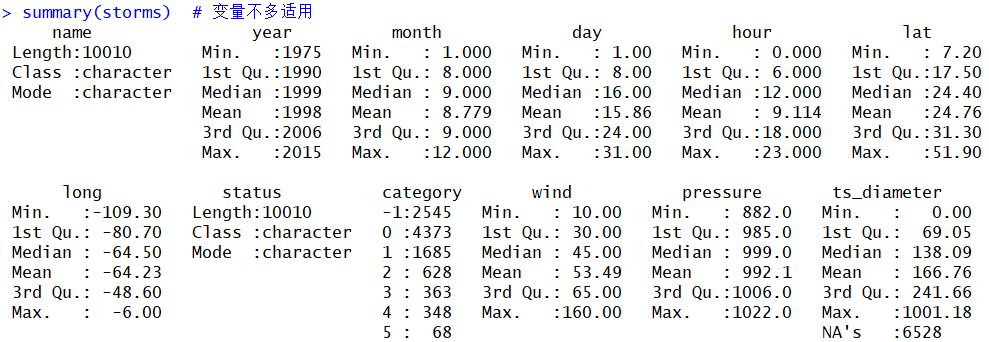 > summary(storms)  # 变量不多适用
     name                year          month             day             hour             lat
 Length:10010       Min.   :1975   Min.   : 1.000   Min.   : 1.00   Min.   : 0.000   Min.   : 7.20
 Class :character   1st Qu.:1990   1st Qu.: 8.000   1st Qu.: 8.00   1st Qu.: 6.000   1st Qu.:17.50
 Mode  :character   Median :1999   Median : 9.000   Median :16.00   Median :12.000   Median :24.40
                    Mean   :1998   Mean   : 8.779   Mean   :15.86   Mean   : 9.114   Mean   :24.76
                    3rd Qu.:2006   3rd Qu.: 9.000   3rd Qu.:24.00   3rd Qu.:18.000   3rd Qu.:31.30
                    Max.   :2015   Max.   :12.000   Max.   :31.00   Max.   :23.000   Max.   :51.90
      long            status          category       wind           pressure       ts_diameter
 Min.   :-109.30   Length:10010       -1:2545   Min.   : 10.00   Min.   : 882.0   Min.   :   0.00
 1st Qu.: -80.70   Class :character   0 :4373   1st Qu.: 30.00   1st Qu.: 985.0   1st Qu.:  69.05
 Median : -64.50   Mode  :character   1 :1685   Median : 45.00   Median : 999.0   Median : 138.09
 Mean   : -64.23                      2 : 628   Mean   : 53.49   Mean   : 992.1   Mean   : 166.76
 3rd Qu.: -48.60                      3 : 363   3rd Qu.: 65.00   3rd Qu.:1006.0   3rd Qu.: 241.66
 Max.   :  -6.00                      4 : 348   Max.   :160.00   Max.   :1022.0   Max.   :1001.18
                                      5 :  68                                     NA's   :6528